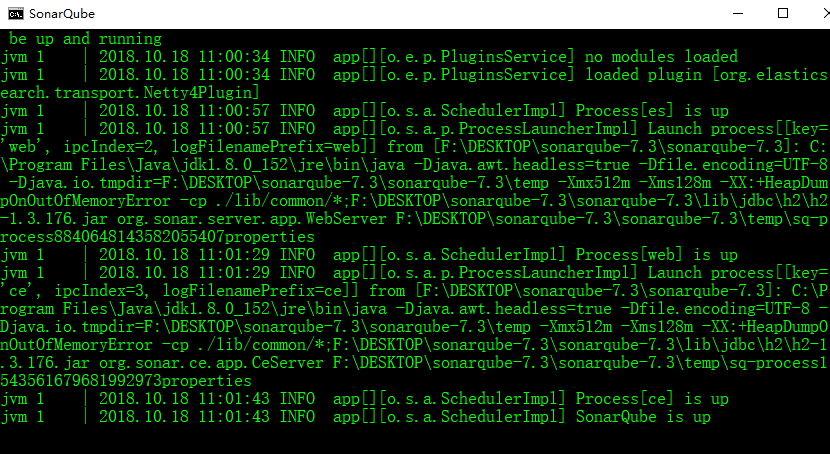 SonarQube
be up and running
jvm 1    | 2018.10.18 11:00:34 INFO  app[][o.e.p.PluginsService] no modules loaded
jvm 1    | 2018.10.18 11:00:34 INFO  app[][o.e.p.PluginsService] loaded plugin [org.elastics
earch.transport.Netty4Plugin]
jvm 1    | 2018.10.18 11:00:57 INFO  app[][o.s.a.SchedulerImpl] Process[es] is up
jvm 1    | 2018.10.18 11:00:57 INFO  app[][o.s.a.p.ProcessLauncherImpl] Launch process[[key=
'web', ipcIndex=2, logFilenamePrefix=web]] from [F:\DESKTOP\sonarqube-7.3\sonarqube-7.3]: C:
\Program Files\Java\jdk1.8.0_152\jre\bin\java -Djava.awt.headless=true -Dfile.encoding=UTF-8
 -Djava.io.tmpdir=F:\DESKTOP\sonarqube-7.3\sonarqube-7.3\temp -Xmx512m -Xms128m -XX:+HeapDum
pOnOutOfMemoryError -cp ./lib/common/*;F:\DESKTOP\sonarqube-7.3\sonarqube-7.3\lib\jdbc\h2\h2
-1.3.176.jar org.sonar.server.app.WebServer F:\DESKTOP\sonarqube-7.3\sonarqube-7.3\temp\sq-p
rocess8840648143582055407properties
jvm 1    | 2018.10.18 11:01:29 INFO  app[][o.s.a.SchedulerImpl] Process[web] is up
jvm 1    | 2018.10.18 11:01:29 INFO  app[][o.s.a.p.ProcessLauncherImpl] Launch process[[key=
'ce', ipcIndex=3, logFilenamePrefix=ce]] from [F:\DESKTOP\sonarqube-7.3\sonarqube-7.3]: C:\P
rogram Files\Java\jdk1.8.0_152\jre\bin\java -Djava.awt.headless=true -Dfile.encoding=UTF-8 -
Djava.io.tmpdir=F:\DESKTOP\sonarqube-7.3\sonarqube-7.3\temp -Xmx512m -Xms128m -XX:+HeapDumpO
nOutOfMemoryError -cp ./lib/common/*;F:\DESKTOP\sonarqube-7.3\sonarqube-7.3\lib\jdbc\h2\h2-1
.3.176.jar org.sonar.ce.app.CeServer F:\DESKTOP\sonarqube-7.3\sonarqube-7.3\temp\sq-process1
543561679681992973properties
jvm 1    | 2018.10.18 11:01:43 INFO  app[][o.s.a.SchedulerImpl] Process[ce] is up
jvm 1    | 2018.10.18 11:01:43 INFO  app[][o.s.a.SchedulerImpl] SonarQube is up